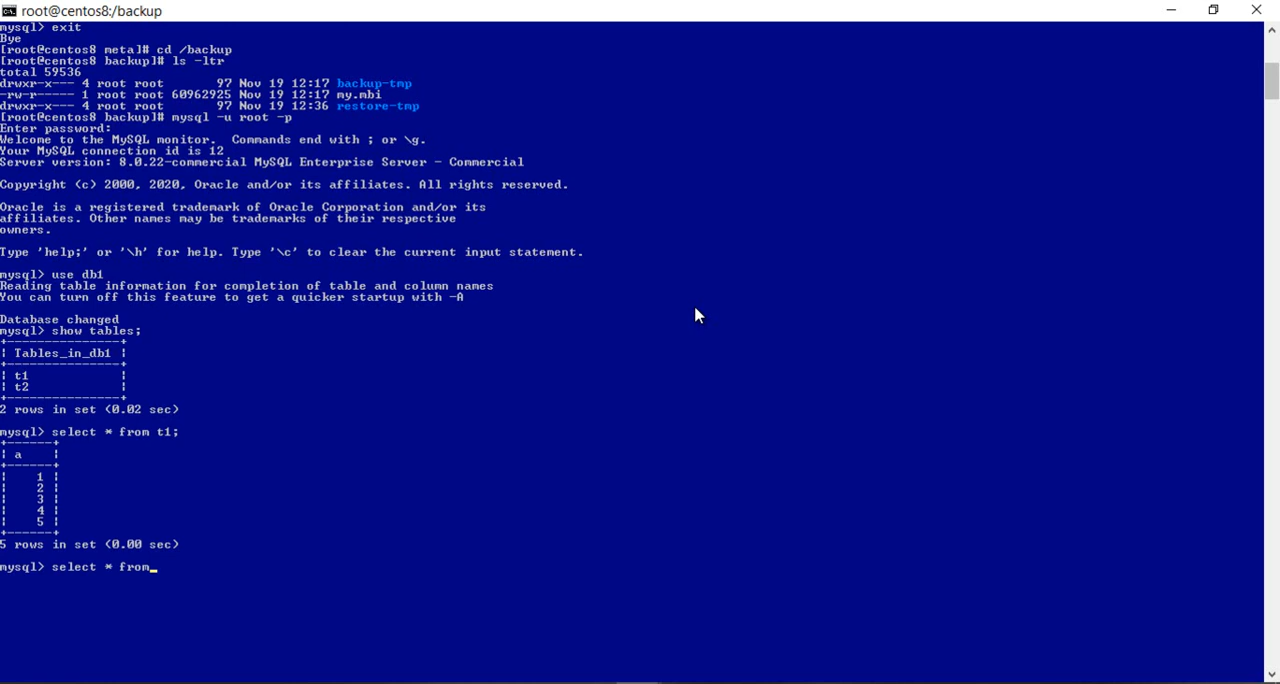 root@centos8:/backup
mysql> exit
Bye
[root@centos8 metal# cd /backup
[root@centos8 backup]# ls -ltr
total 59536
drwxr-x--- 4 root root       97 Nov 19 12:17 backup-tmp
-rw-r----- 1 root root 60962925 Nov 19 12:17 my.mbi
drwxr-x--- 4 root root       97 Nov 19 12:36 restore-tmp
[root@centos8 backup]# mysql -u root -p
Enter password:
Welcome to the MySQL monitor.  Commands end with ; or \g.
Your MySQL connection id is 12
Server version: 8.0.22-commercial MySQL Enterprise Server - Commercial
Copyright (c) 2000, 2020, Oracle and/or its affiliates. All rights reserved.
Oracle is a registered trademark of Oracle Corporation and/or its
affiliates. Other names may be trademarks of their respective
owners.
Type 'help;' or '\h' for help. Type '\c' to clear the current input statement.
mysql> use db1
Reading table information for completion of table and column names
You can turn off this feature to get a quicker startup with -A
Database changed
mysql> show tables;
+---------------+
| Tables_in_db1 |
+---------------+
| t1            |
| t2            |
+---------------+
2 rows in set (0.02 sec)
mysql> select * from t1;
+------+
| a    |
+------+
|    1 |
|    2 |
|    3 |
|    4 |
|    5 |
+------+
5 rows in set (0.00 sec)
mysql> select * from_